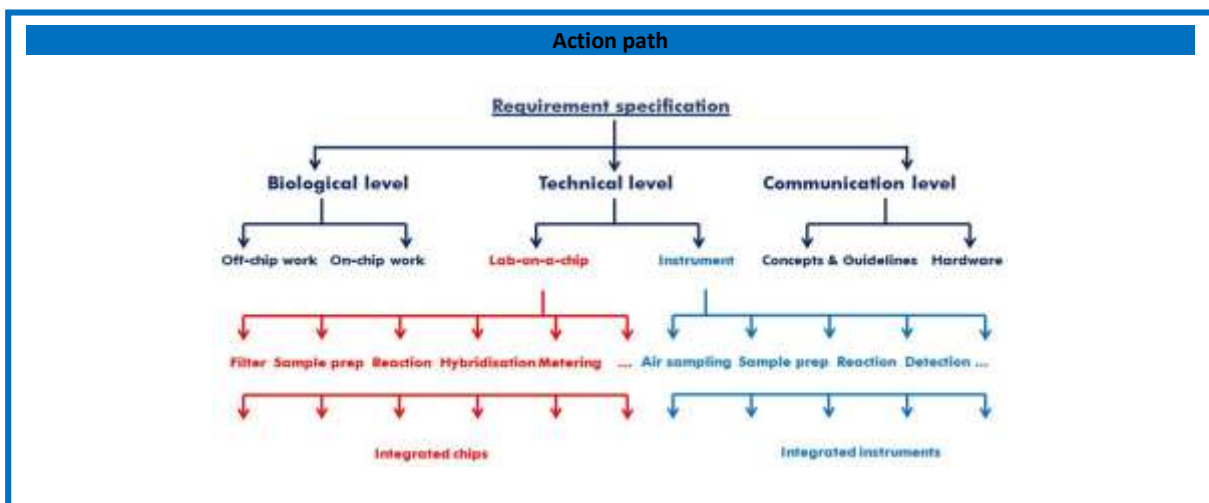 Action path
Requirement specification
Biological level Technical level Communication level
Off-chip work On-chip work Lab-on-a-chip Instrument Concepts & Guidelines Hardware
Filter Sample prep Reaction Hybridisation Metering ... Air sampling Sample prep Reaction Detection ...
Integrated chips Integrated instruments